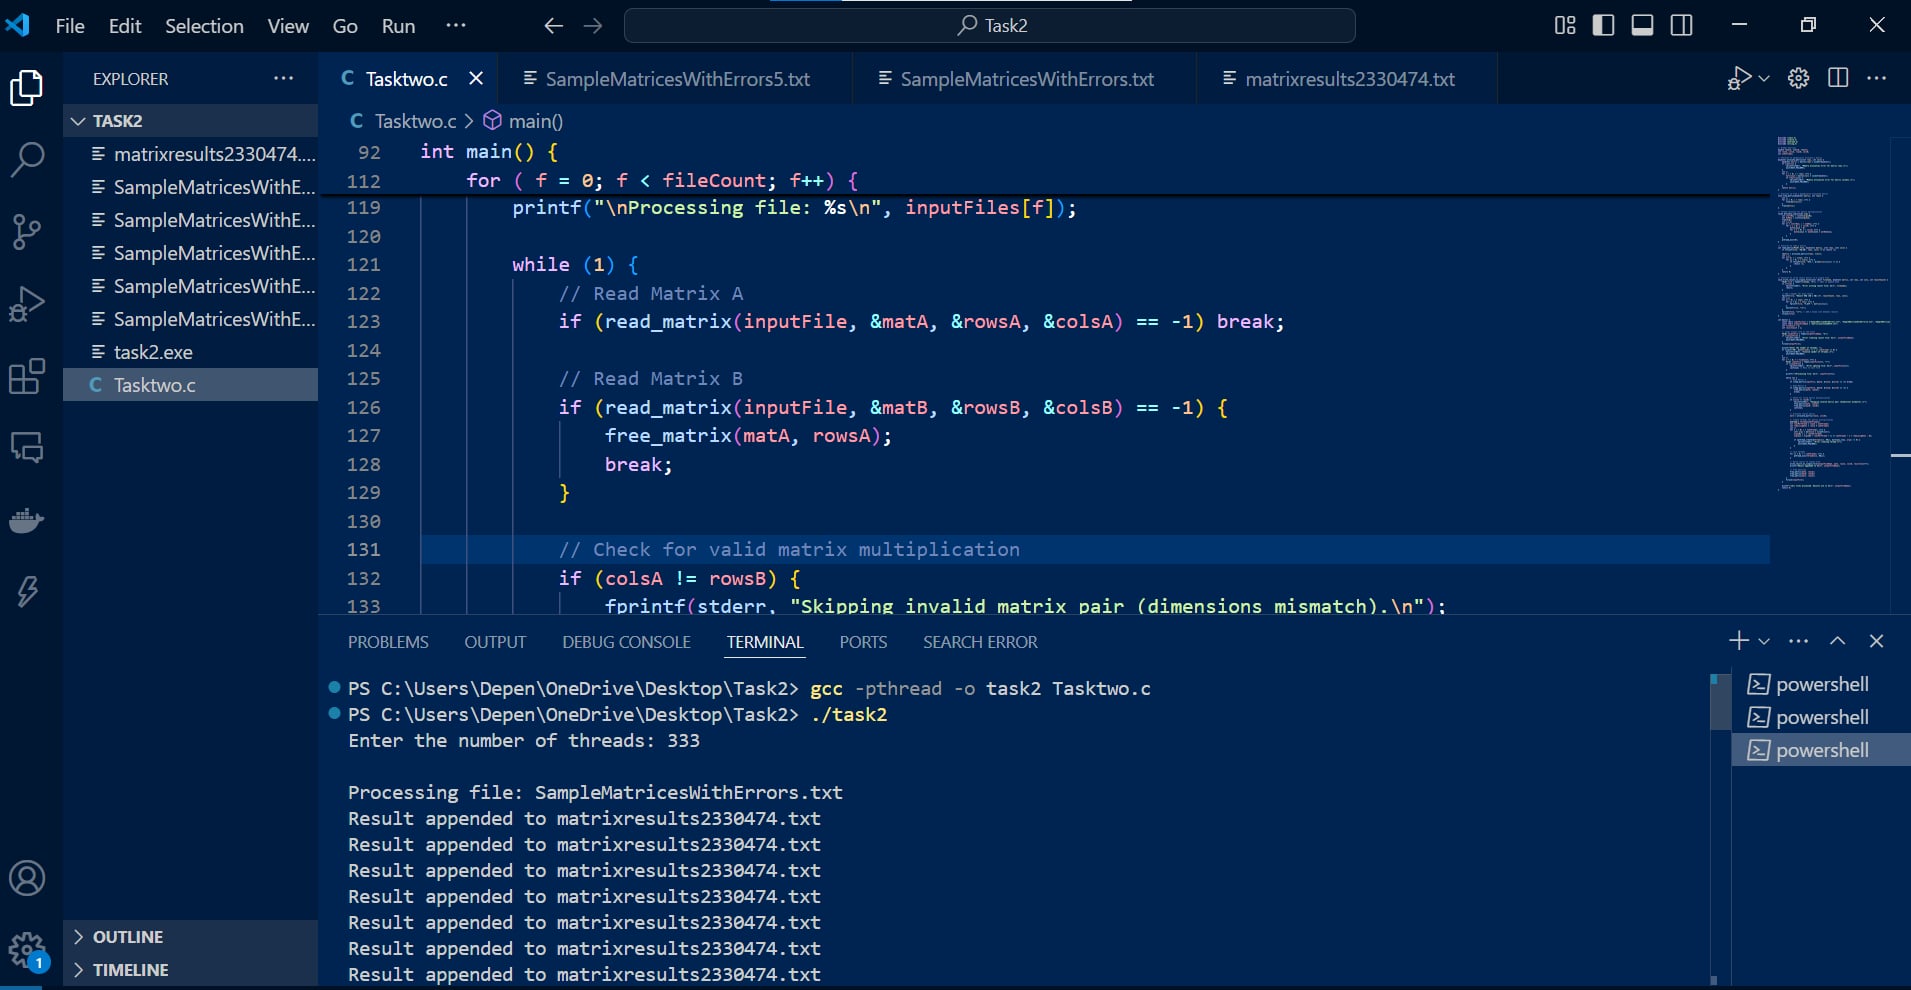 File Edit Selection View Go Run ···
Task2
EXPLORER ···
TASK2
matrixresults2330474....
SampleMatricesWithE...
SampleMatricesWithE...
SampleMatricesWithE...
SampleMatricesWithE...
SampleMatricesWithE...
task2.exe
C Tasktwo.c
OUTLINE
TIMELINE
1
C Tasktwo.c
SampleMatricesWithErrors5.txt
SampleMatricesWithErrors.txt
matrixresults2330474.txt
C Tasktwo.c > main()
92 int main() {
112 for ( f = 0; f < fileCount; f++) {
119 printf("\nProcessing file: %s\n", inputFiles[f]);
120
121 while (1) {
122 // Read Matrix A
123 if (read_matrix(inputFile, &matA, &rowsA, &colsA) == -1) break;
124
125 // Read Matrix B
126 if (read_matrix(inputFile, &matB, &rowsB, &colsB) == -1) {
127 free_matrix(matA, rowsA);
128 break;
129 }
130
131 // Check for valid matrix multiplication
132 if (colsA != rowsB) {
133 fprintf(stderr, "Skipping invalid matrix pair (dimensions mismatch).\n");
PROBLEMS OUTPUT DEBUG CONSOLE TERMINAL PORTS SEARCH ERROR
PS C:\Users\Depen\OneDrive\Desktop\Task2> gcc -pthread -o task2 Tasktwo.c
PS C:\Users\Depen\OneDrive\Desktop\Task2> ./task2
Enter the number of threads: 333
Processing file: SampleMatricesWithErrors.txt
Result appended to matrixresults2330474.txt
Result appended to matrixresults2330474.txt
Result appended to matrixresults2330474.txt
Result appended to matrixresults2330474.txt
Result appended to matrixresults2330474.txt
Result appended to matrixresults2330474.txt
Result appended to matrixresults2330474.txt
powershell
powershell
powershell